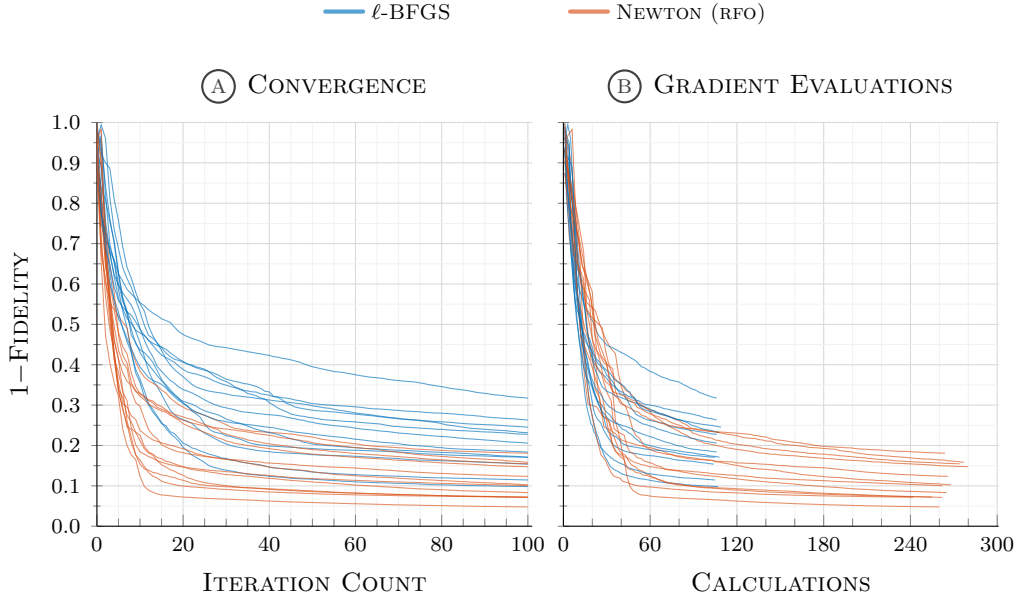 ℓ-BFGS NEWTON (RFO)
A CONVERGENCE
B GRADIENT EVALUATIONS
1−FIDELITY
1.0
0.9
0.8
0.7
0.6
0.5
0.4
0.3
0.2
0.1
0.0
0 20 40 60 80 100
0 60 120 180 240 300
ITERATION COUNT
CALCULATIONS